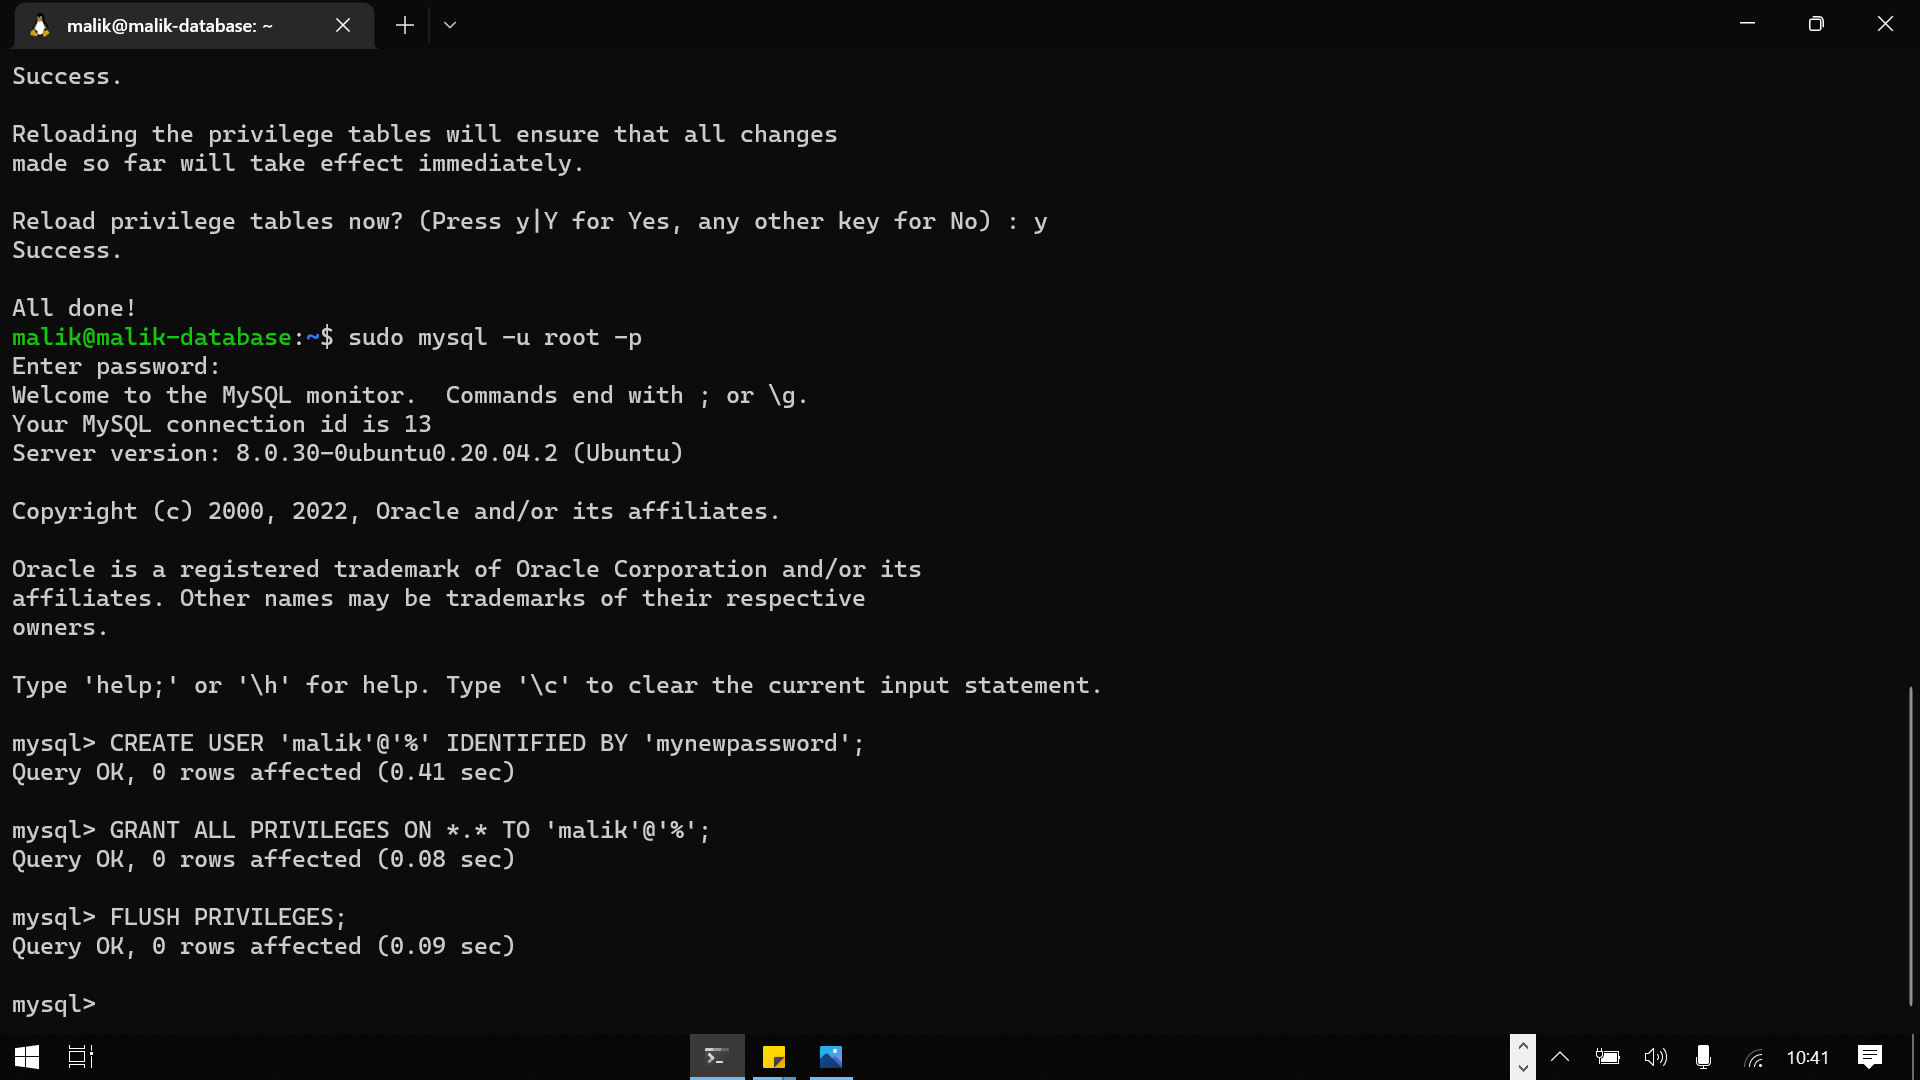 malik@malik-database: ~
Success.
Reloading the privilege tables will ensure that all changes
made so far will take effect immediately.
Reload privilege tables now? (Press y|Y for Yes, any other key for No) : y
Success.
All done!
malik@malik-database:~$ sudo mysql -u root -p
Enter password:
Welcome to the MySQL monitor.  Commands end with ; or \g.
Your MySQL connection id is 13
Server version: 8.0.30-0ubuntu0.20.04.2 (Ubuntu)
Copyright (c) 2000, 2022, Oracle and/or its affiliates.
Oracle is a registered trademark of Oracle Corporation and/or its
affiliates. Other names may be trademarks of their respective
owners.
Type 'help;' or '\h' for help. Type '\c' to clear the current input statement.
mysql> CREATE USER 'malik'@'%' IDENTIFIED BY 'mynewpassword';
Query OK, 0 rows affected (0.41 sec)
mysql> GRANT ALL PRIVILEGES ON *.* TO 'malik'@'%';
Query OK, 0 rows affected (0.08 sec)
mysql> FLUSH PRIVILEGES;
Query OK, 0 rows affected (0.09 sec)
mysql>
10:41